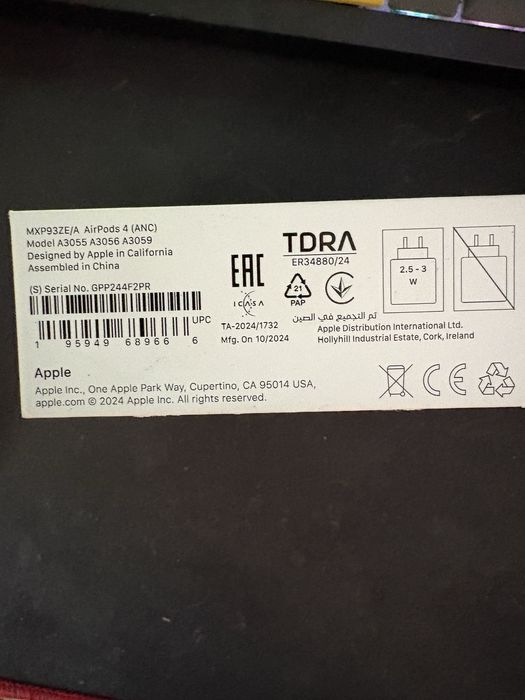 MXP93ZE/A AirPods 4 (ANC)
Model A3055 A3056 A3059
Designed by Apple in California
Assembled in China
(S) Serial No. GPP244F2PR
UPC
1 95949 68966 6
EAC
ICASA
TA-2024/1732
Mfg. On 10/2024
TDRA
ER34880/24
21
PAP
تم التجميع في الصين
Apple Distribution International Ltd.
Hollyhill Industrial Estate, Cork, Ireland
2.5 - 3
W
Apple
Apple Inc., One Apple Park Way, Cupertino, CA 95014 USA,
apple.com © 2024 Apple Inc. All rights reserved.
CE